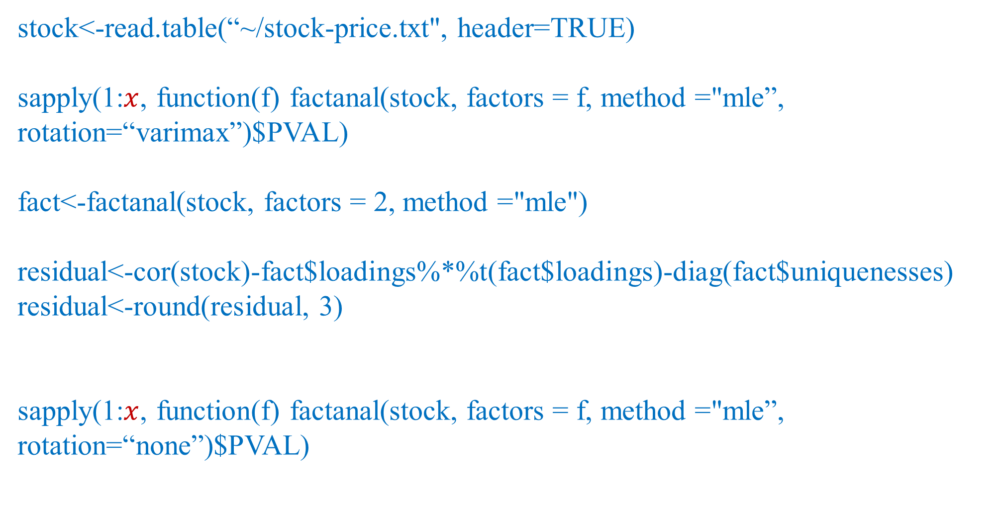 stock<-read.table(“~/stock-price.txt", header=TRUE)
sapply(1:𝑥, function(f) factanal(stock, factors = f, method ="mle”,
rotation=“varimax”)$PVAL)
fact<-factanal(stock, factors = 2, method ="mle")
residual<-cor(stock)-fact$loadings%*%t(fact$loadings)-diag(fact$uniquenesses)
residual<-round(residual, 3)
sapply(1:𝑥, function(f) factanal(stock, factors = f, method ="mle”,
rotation=“none”)$PVAL)